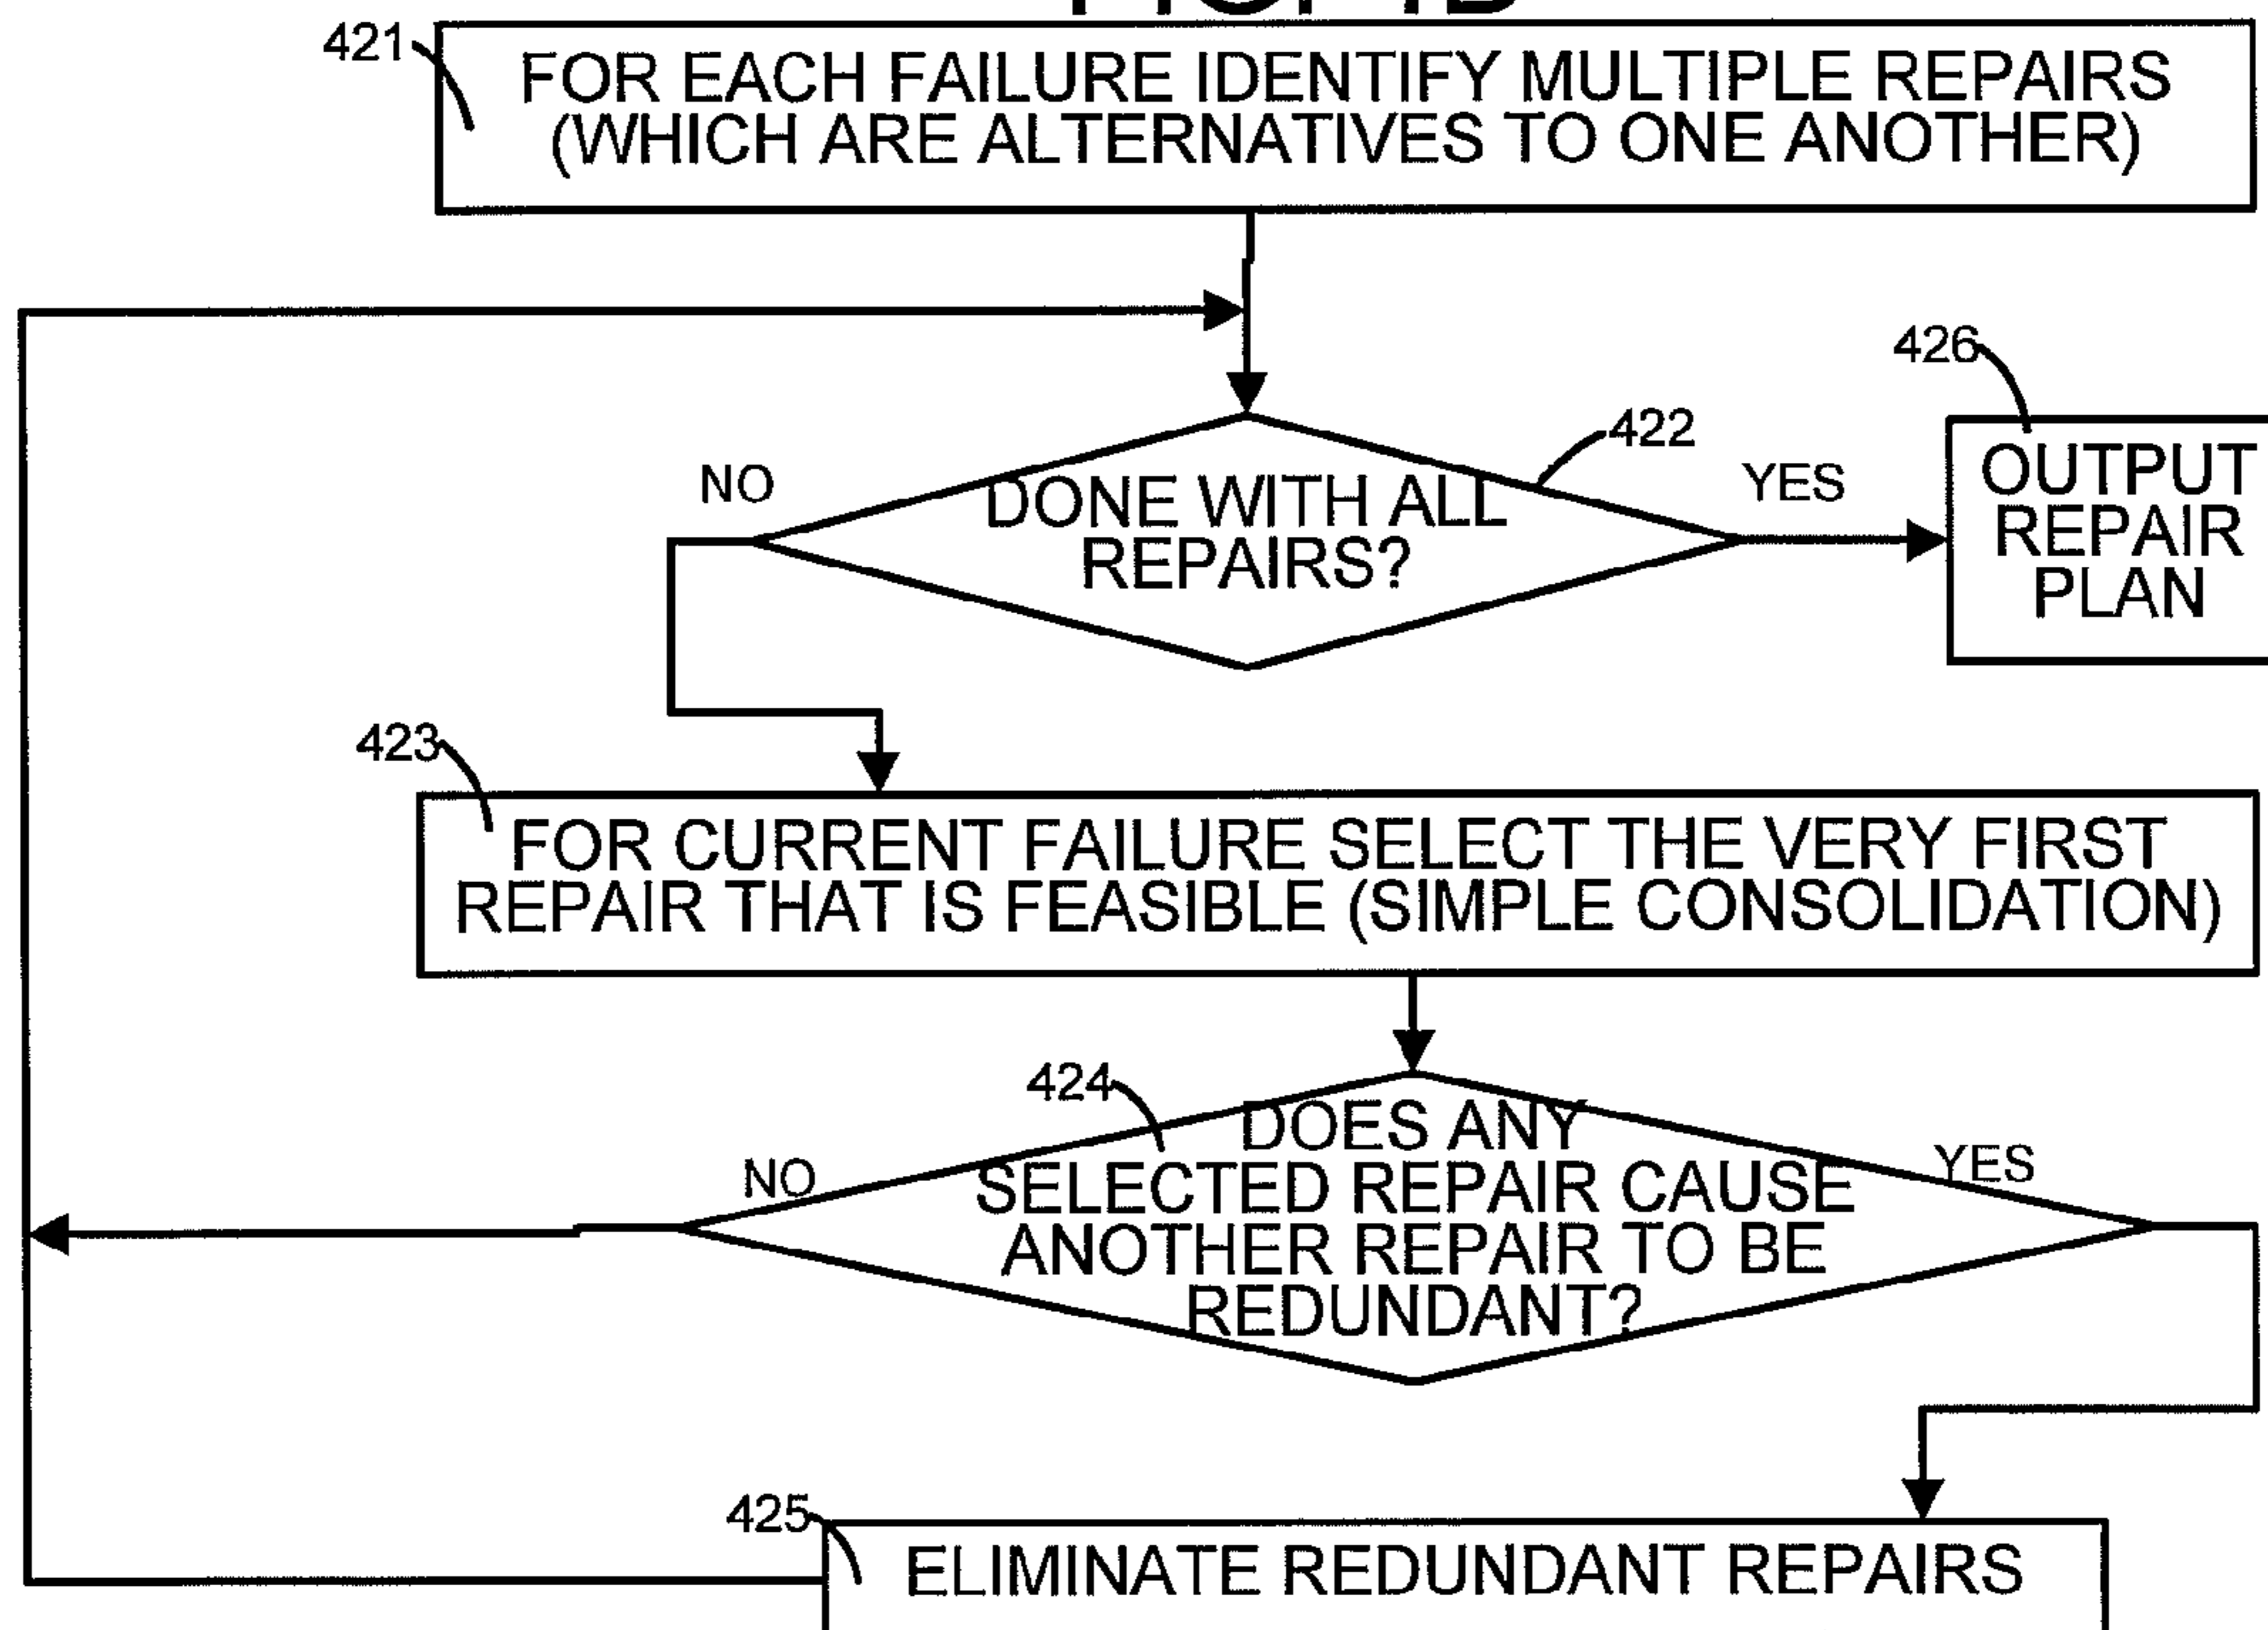 421
FOR EACH FAILURE IDENTIFY MULTIPLE REPAIRS
(WHICH ARE ALTERNATIVES TO ONE ANOTHER)
426
422
NO
YES
DONE WITH ALL
REPAIRS?
OUTPUT
REPAIR
PLAN
423
FOR CURRENT FAILURE SELECT THE VERY FIRST
REPAIR THAT IS FEASIBLE (SIMPLE CONSOLIDATION)
424
NO
YES
DOES ANY
SELECTED REPAIR CAUSE
ANOTHER REPAIR TO BE
REDUNDANT?
425
ELIMINATE REDUNDANT REPAIRS